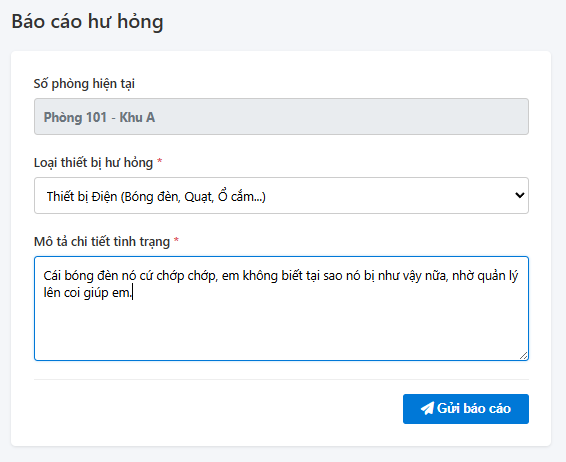 Báo cáo hư hỏng
Số phòng hiện tại
Phòng 101 - Khu A
Loại thiết bị hư hỏng *
Thiết bị Điện (Bóng đèn, Quạt, Ổ cắm...)
Mô tả chi tiết tình trạng *
Cái bóng đèn nó cứ chớp chớp, em không biết tại sao nó bị như vậy nữa, nhờ quản lý
lên coi giúp em.
Gửi báo cáo